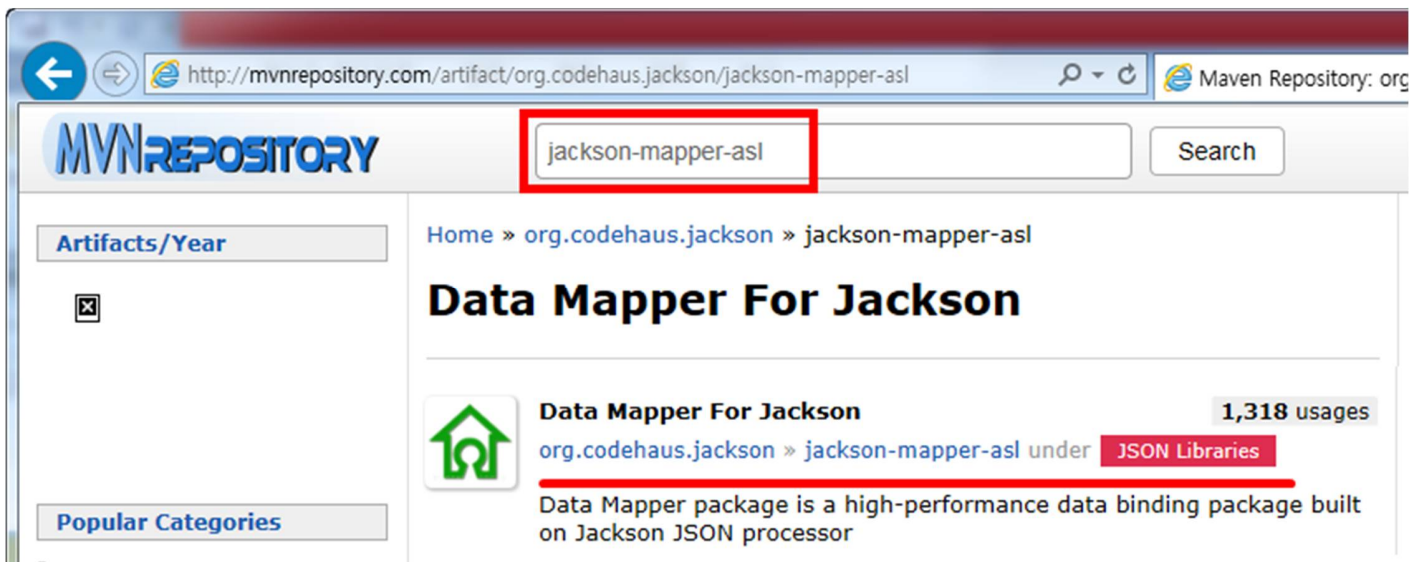 http://mvnrepository.com/artifact/org.codehaus.jackson/jackson-mapper-asl
Maven Repository: org
MVNREPOSITORY
jackson-mapper-asl
Search
Artifacts/Year
Home » org.codehaus.jackson » jackson-mapper-asl
Data Mapper For Jackson
Data Mapper For Jackson
1,318 usages
org.codehaus.jackson » jackson-mapper-asl under JSON Libraries
Data Mapper package is a high-performance data binding package built
on Jackson JSON processor
Popular Categories